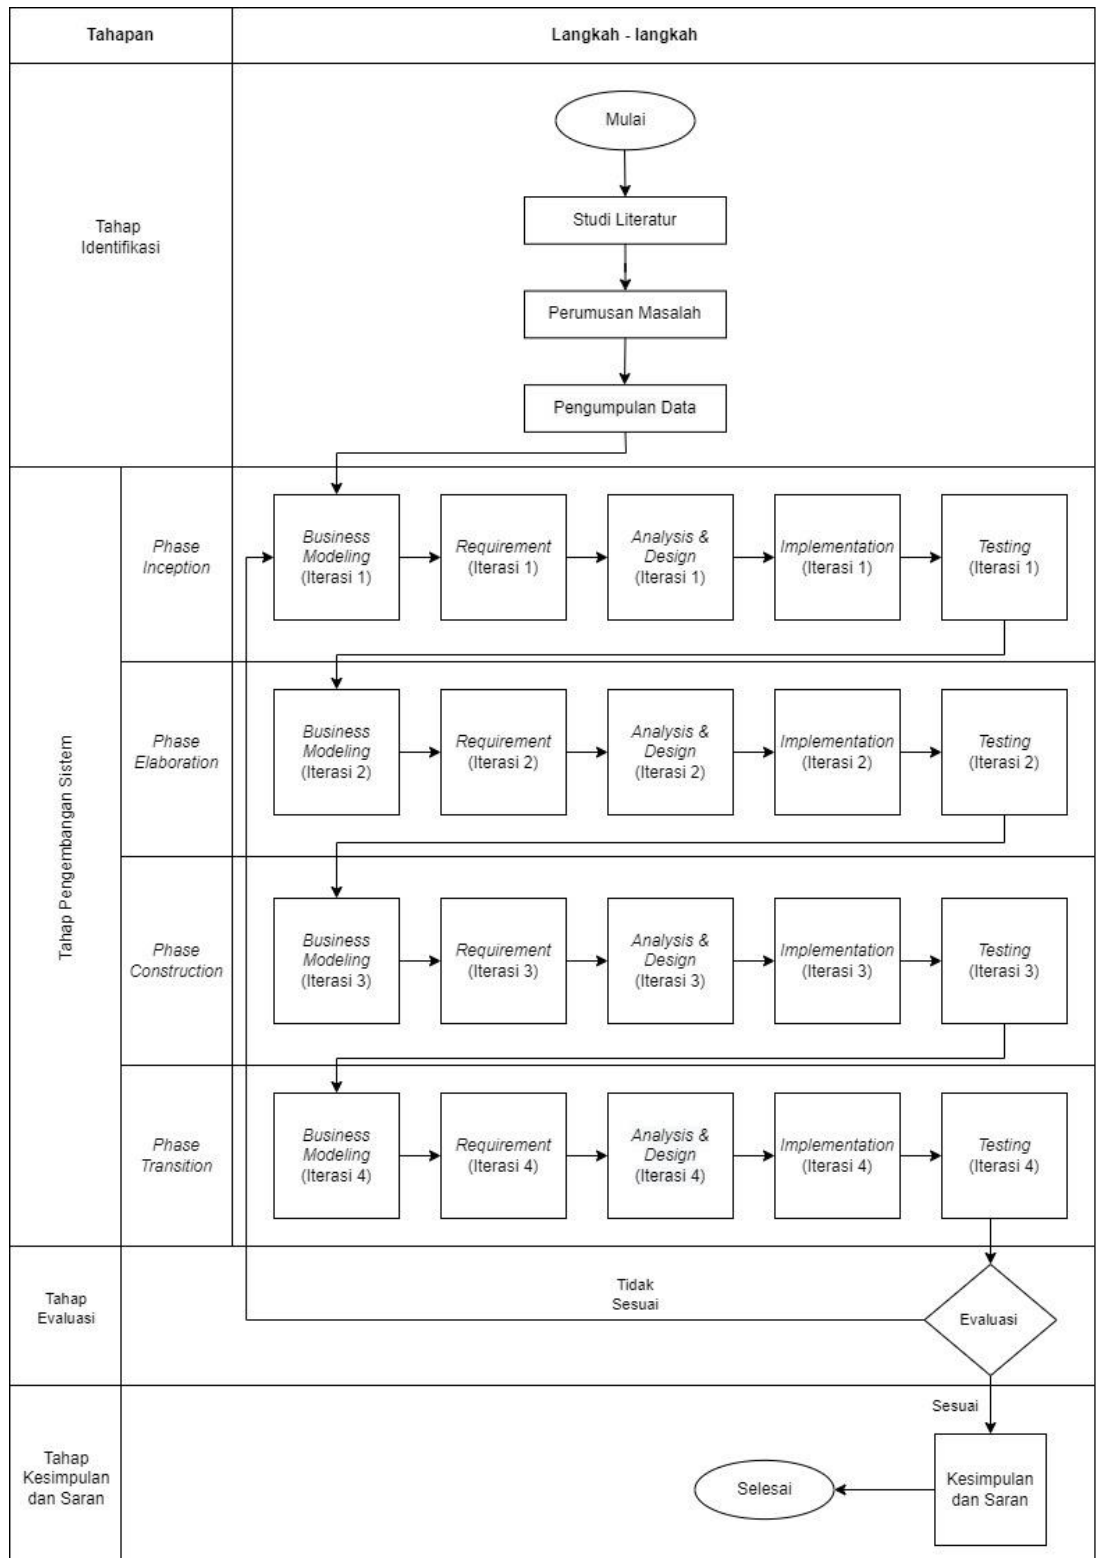 Tahapan
Langkah - langkah
Tahap
Identifikasi
Mulai
Studi Literatur
Perumusan Masalah
Pengumpulan Data
Tahap Pengembangan Sistem
Phase
Inception
Business
Modeling
(Iterasi 1)
Requirement
(Iterasi 1)
Analysis &
Design
(Iterasi 1)
Implementation
(Iterasi 1)
Testing
(Iterasi 1)
Phase
Elaboration
Business
Modeling
(Iterasi 2)
Requirement
(Iterasi 2)
Analysis &
Design
(Iterasi 2)
Implementation
(Iterasi 2)
Testing
(Iterasi 2)
Phase
Construction
Business
Modeling
(Iterasi 3)
Requirement
(Iterasi 3)
Analysis &
Design
(Iterasi 3)
Implementation
(Iterasi 3)
Testing
(Iterasi 3)
Phase
Transition
Business
Modeling
(Iterasi 4)
Requirement
(Iterasi 4)
Analysis &
Design
(Iterasi 4)
Implementation
(Iterasi 4)
Testing
(Iterasi 4)
Tahap
Evaluasi
Tidak
Sesuai
Evaluasi
Tahap
Kesimpulan
dan Saran
Sesuai
Kesimpulan
dan Saran
Selesai